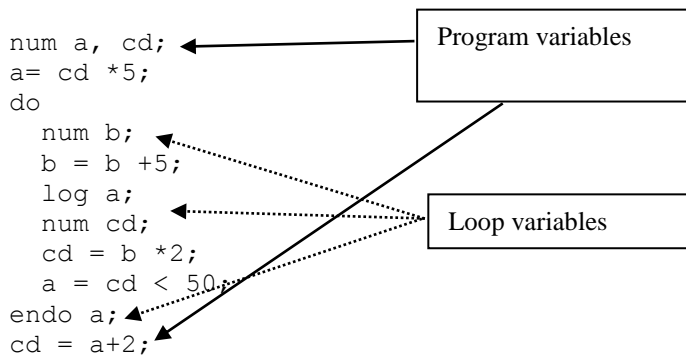 num a, cd;
a= cd *5;
do
num b;
b = b +5;
log a;
num cd;
cd = b *2;
a = cd < 50;
endo a;
cd = a+2;
Program variables
Loop variables